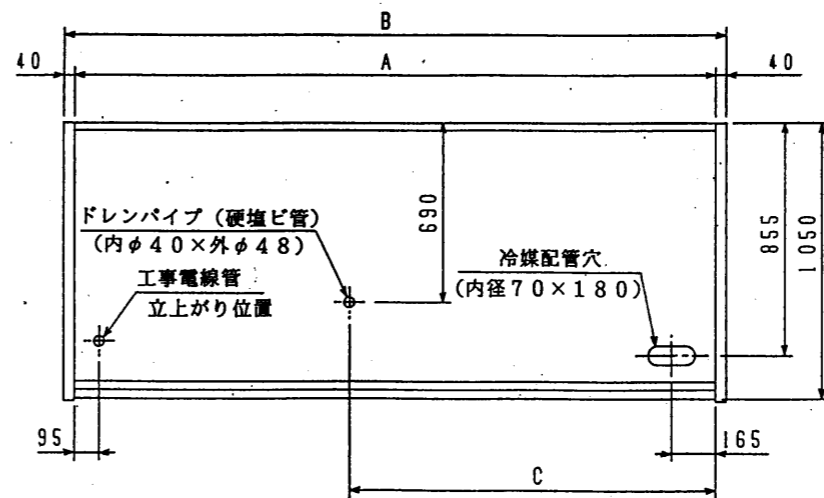 B
40
A
40
690
855
1050
ドレンパイプ（硬塩ビ管）
（内φ40×外φ48）
冷媒配管穴
（内径70×180）
工事電線管
立上がり位置
95
165
C